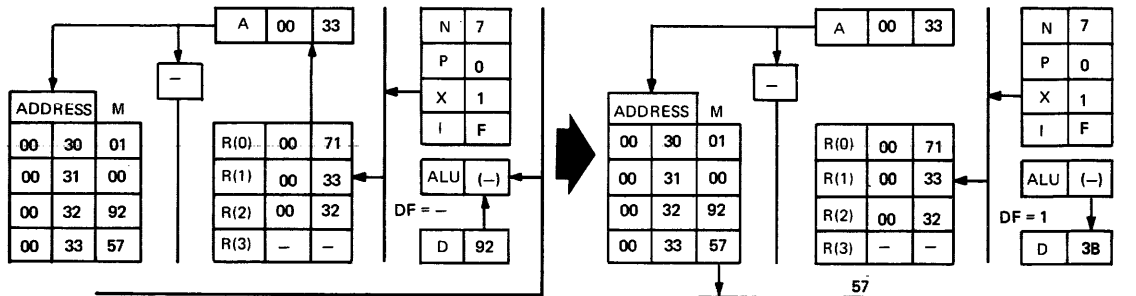 A 00 33
N 7
P 0
X 1
I F
–
ADDRESS M
00 30 01
00 31 00
00 32 92
00 33 57
R(0) 00 71
R(1) 00 33
R(2) 00 32
R(3) – –
ALU (–)
DF = –
D 92
A 00 33
N 7
P 0
X 1
I F
–
ADDRESS M
00 30 01
00 31 00
00 32 92
00 33 57
R(0) 00 71
R(1) 00 33
R(2) 00 32
R(3) – –
ALU (–)
DF = 1
D 3B
57